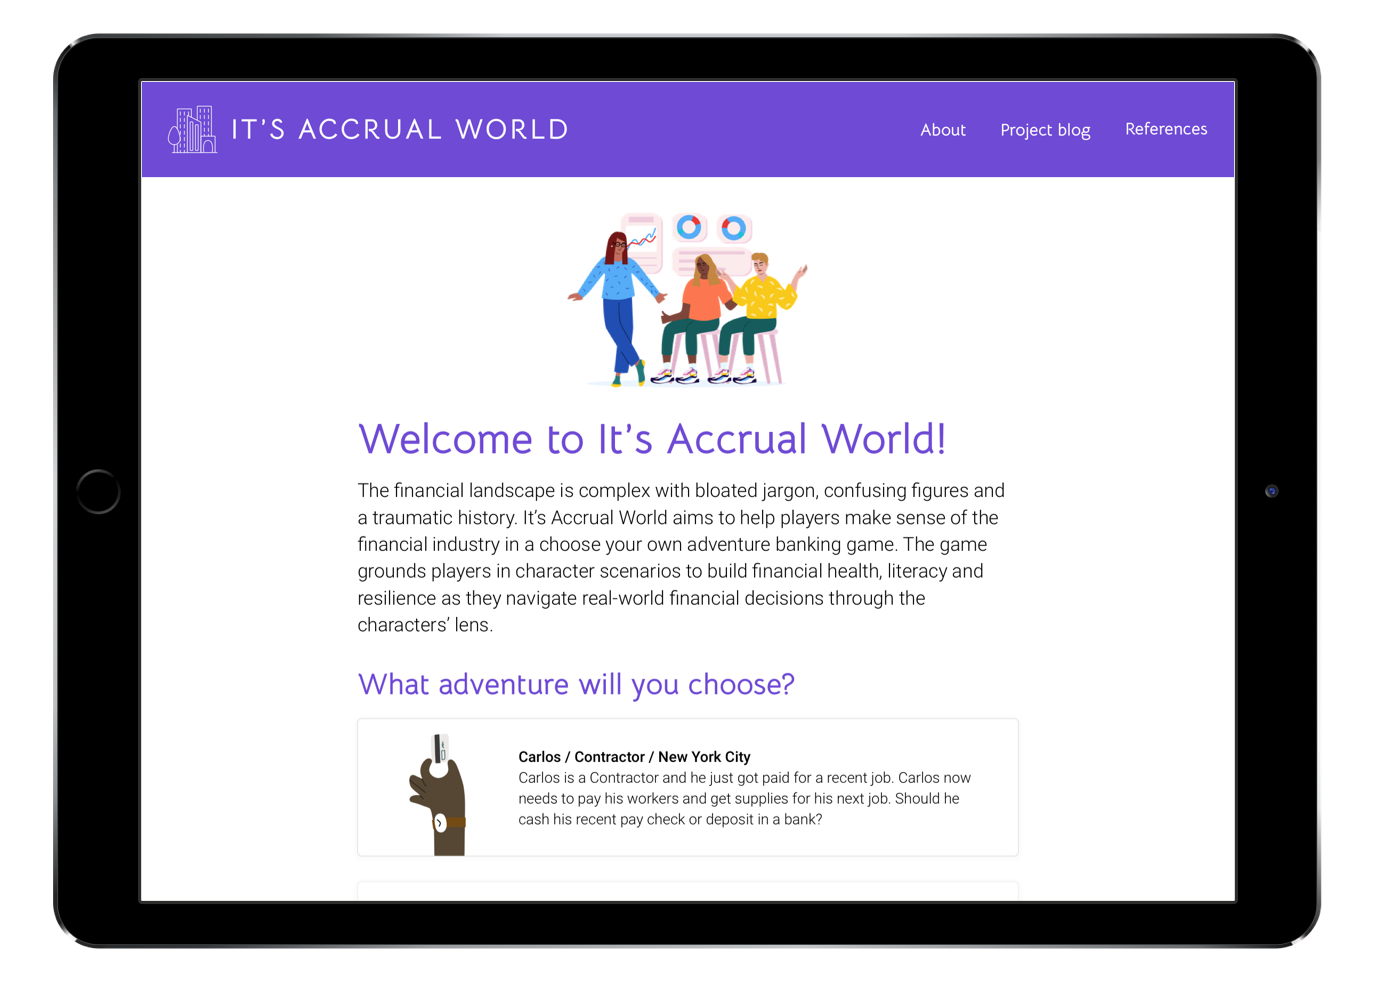 IT’S ACCRUAL WORLD
About
Project blog
References
Welcome to It’s Accrual World!
The financial landscape is complex with bloated jargon, confusing figures and
a traumatic history. It’s Accrual World aims to help players make sense of the
financial industry in a choose your own adventure banking game. The game
grounds players in character scenarios to build financial health, literacy and
resilience as they navigate real-world financial decisions through the
characters’ lens.
What adventure will you choose?
Carlos / Contractor / New York City
Carlos is a Contractor and he just got paid for a recent job. Carlos now
needs to pay his workers and get supplies for his next job. Should he
cash his recent pay check or deposit in a bank?